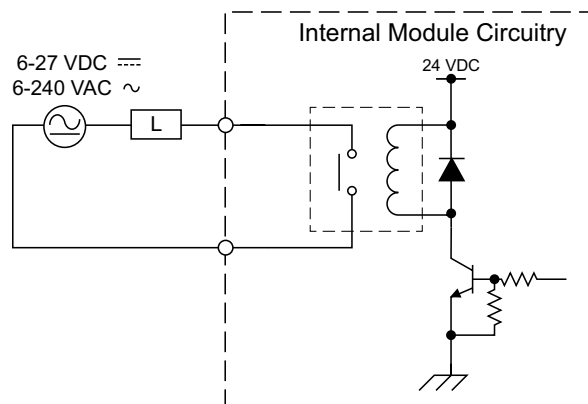 Internal Module Circuitry
6-27 VDC ⎓
6-240 VAC ∿
24 VDC
L